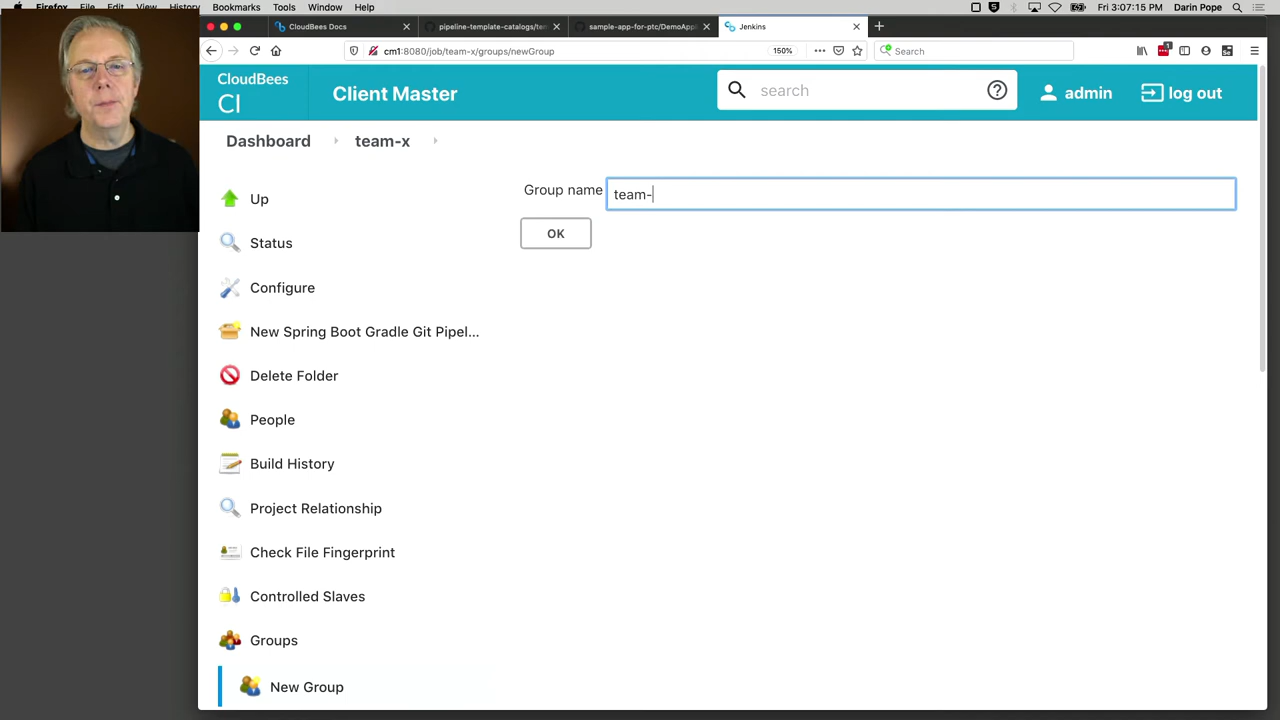 Firefox File Edit View History Bookmarks Tools Window Help Fri 3:07:15 PM Darin Pope
CloudBees Docs
pipeline-template-catalogs/tem
sample-app-for-ptc/DemoAppli
Jenkins
cm1:8080/job/team-x/groups/newGroup
150%
Search
CloudBees
CI
Client Master
search
admin
log out
Dashboard
team-x
Group name
team-
OK
Up
Status
Configure
New Spring Boot Gradle Git Pipel...
Delete Folder
People
Build History
Project Relationship
Check File Fingerprint
Controlled Slaves
Groups
New Group